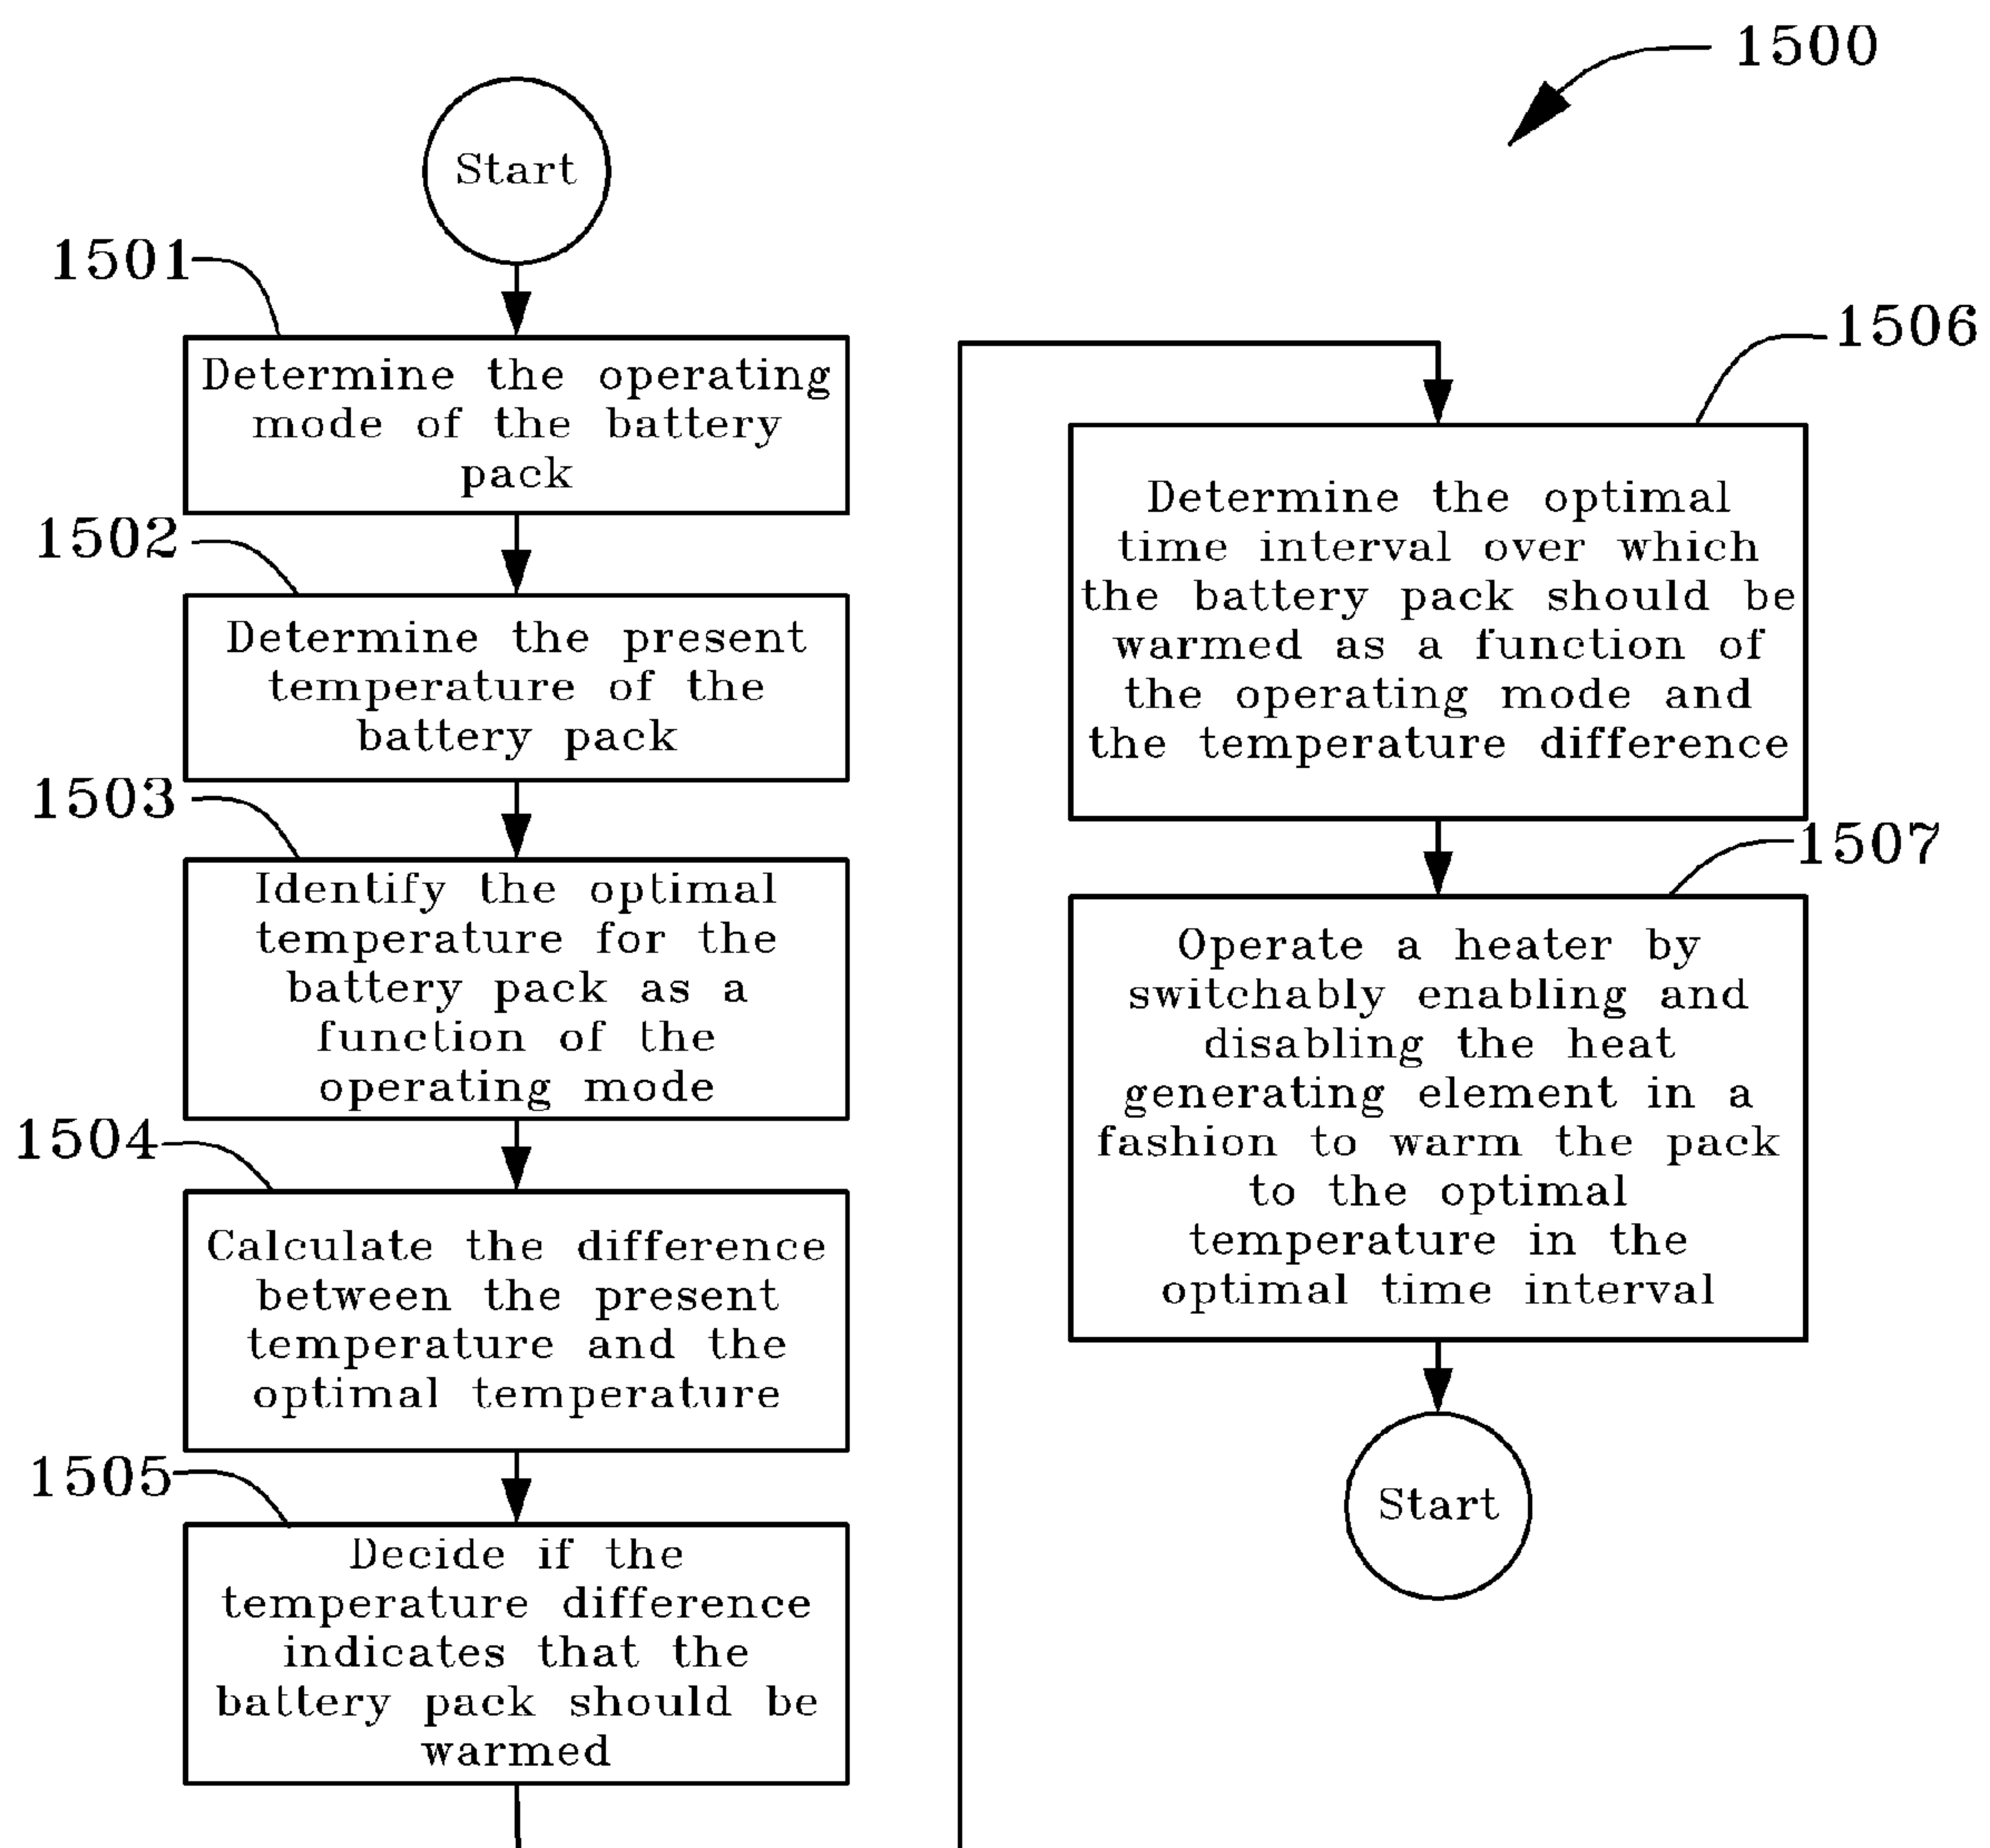 1500
Start
1501
Determine the operating
mode of the battery
pack
1502
Determine the present
temperature of the
battery pack
1503
Identify the optimal
temperature for the
battery pack as a
function of the
operating mode
1504
Calculate the difference
between the present
temperature and the
optimal temperature
1505
Decide if the
temperature difference
indicates that the
battery pack should be
warmed
1506
Determine the optimal
time interval over which
the battery pack should be
warmed as a function of
the operating mode and
the temperature difference
1507
Operate a heater by
switchably enabling and
disabling the heat
generating element in a
fashion to warm the pack
to the optimal
temperature in the
optimal time interval
Start